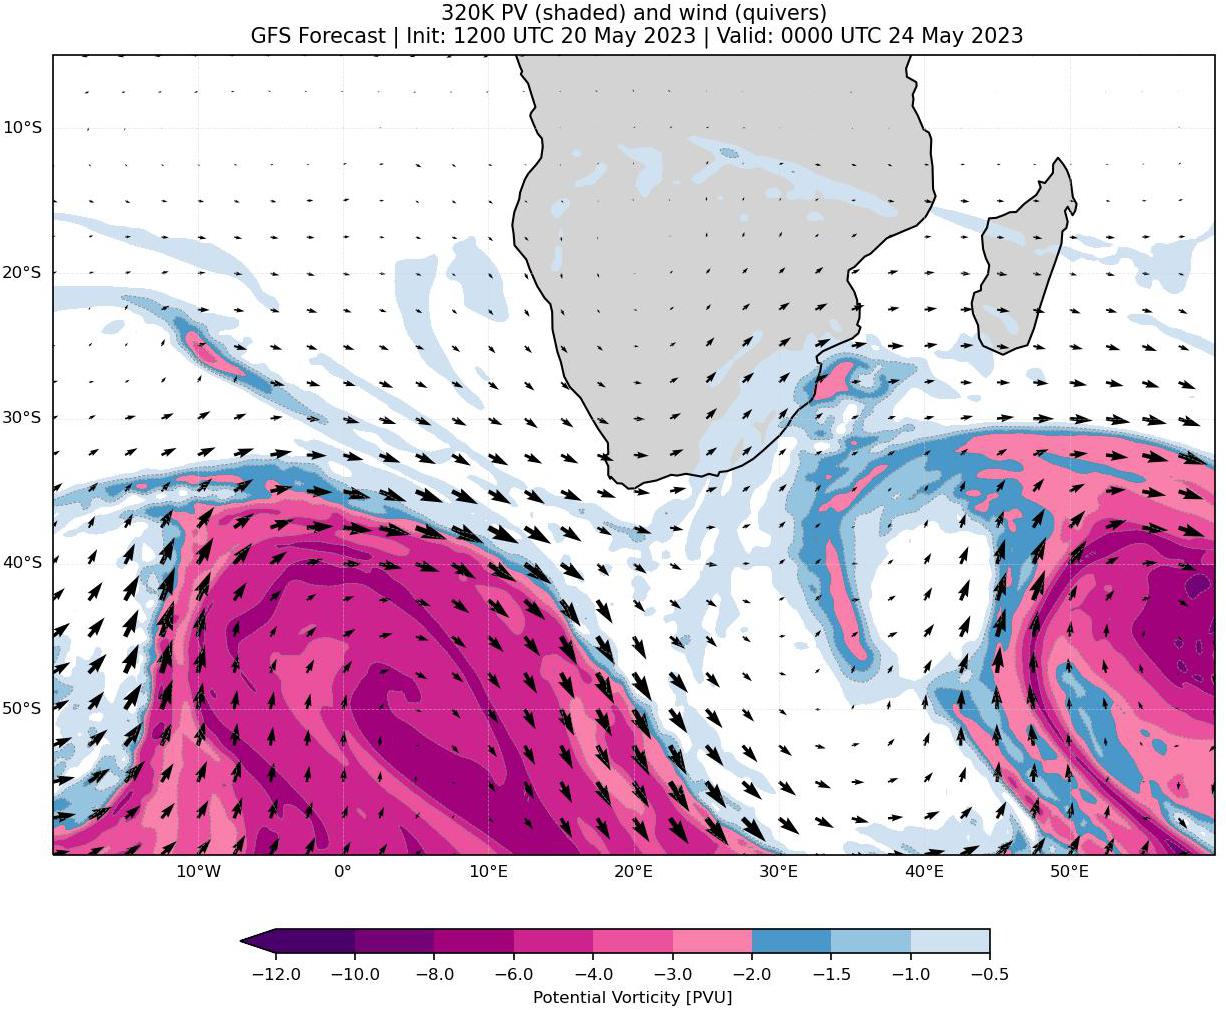 320K PV (shaded) and wind (quivers)
GFS Forecast | Init: 1200 UTC 20 May 2023 | Valid: 0000 UTC 24 May 2023
10°S
20°S
30°S
40°S
50°S
10°W 0° 10°E 20°E 30°E 40°E 50°E
−12.0 −10.0 −8.0 −6.0 −4.0 −3.0 −2.0 −1.5 −1.0 −0.5
Potential Vorticity [PVU]